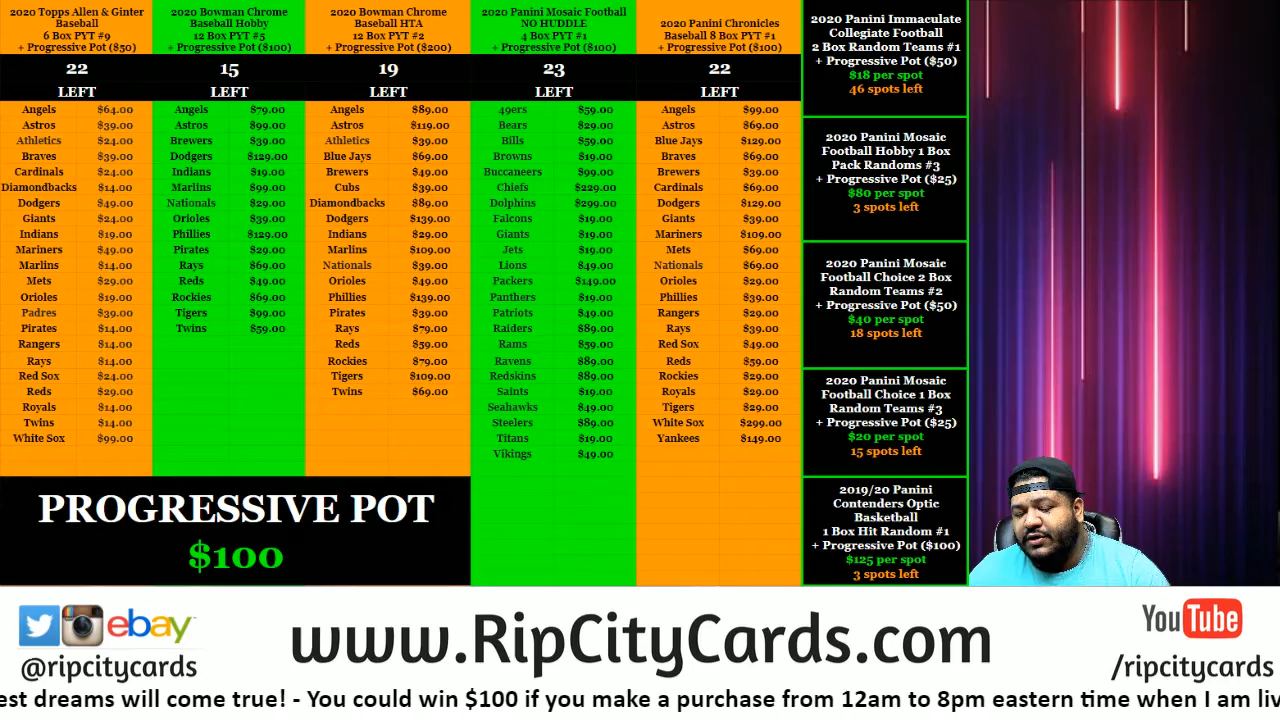 2020 Topps Allen & Ginter
Baseball
6 Box PYT #9
+ Progressive Pot ($50)
22
LEFT
Angels $64.00
Astros $39.00
Athletics $24.00
Braves $39.00
Cardinals $24.00
Diamondbacks $14.00
Dodgers $49.00
Giants $24.00
Indians $19.00
Mariners $49.00
Marlins $14.00
Mets $29.00
Orioles $19.00
Padres $39.00
Pirates $14.00
Rangers $14.00
Rays $14.00
Red Sox $24.00
Reds $29.00
Royals $14.00
Twins $14.00
White Sox $99.00
2020 Bowman Chrome
Baseball Hobby
12 Box PYT #5
+ Progressive Pot ($100)
15
LEFT
Angels $79.00
Astros $99.00
Brewers $39.00
Dodgers $129.00
Indians $19.00
Marlins $99.00
Nationals $29.00
Orioles $39.00
Phillies $129.00
Pirates $29.00
Rays $69.00
Reds $49.00
Rockies $69.00
Tigers $99.00
Twins $59.00
2020 Bowman Chrome
Baseball HTA
12 Box PYT #2
+ Progressive Pot ($200)
19
LEFT
Angels $89.00
Astros $119.00
Athletics $39.00
Blue Jays $69.00
Brewers $49.00
Cubs $39.00
Diamondbacks $89.00
Dodgers $139.00
Indians $29.00
Marlins $109.00
Nationals $39.00
Orioles $49.00
Phillies $139.00
Pirates $39.00
Rays $79.00
Reds $59.00
Rockies $79.00
Tigers $109.00
Twins $69.00
2020 Panini Mosaic Football
NO HUDDLE
4 Box PYT #1
+ Progressive Pot ($100)
23
LEFT
49ers $59.00
Bears $29.00
Bills $59.00
Browns $19.00
Buccaneers $99.00
Chiefs $229.00
Dolphins $299.00
Falcons $19.00
Giants $19.00
Jets $19.00
Lions $49.00
Packers $149.00
Panthers $19.00
Patriots $49.00
Raiders $89.00
Rams $59.00
Ravens $89.00
Redskins $89.00
Saints $19.00
Seahawks $49.00
Steelers $89.00
Titans $19.00
Vikings $49.00
2020 Panini Chronicles
Baseball 8 Box PYT #1
+ Progressive Pot ($100)
22
LEFT
Angels $99.00
Astros $69.00
Blue Jays $129.00
Braves $69.00
Brewers $39.00
Cardinals $69.00
Dodgers $129.00
Giants $39.00
Mariners $109.00
Mets $69.00
Nationals $69.00
Orioles $29.00
Phillies $39.00
Rangers $29.00
Rays $39.00
Red Sox $49.00
Reds $59.00
Rockies $29.00
Royals $29.00
Tigers $29.00
White Sox $299.00
Yankees $149.00
2020 Panini Immaculate
Collegiate Football
2 Box Random Teams #1
+ Progressive Pot ($50)
$18 per spot
46 spots left
2020 Panini Mosaic
Football Hobby 1 Box
Pack Randoms #3
+ Progressive Pot ($25)
$80 per spot
3 spots left
2020 Panini Mosaic
Football Choice 2 Box
Random Teams #2
+ Progressive Pot ($50)
$40 per spot
18 spots left
2020 Panini Mosaic
Football Choice 1 Box
Random Teams #3
+ Progressive Pot ($25)
$20 per spot
15 spots left
2019/20 Panini
Contenders Optic
Basketball
1 Box Hit Random #1
+ Progressive Pot ($100)
$125 per spot
3 spots left
PROGRESSIVE POT
$100
ebay
@ripcitycards
www.RipCityCards.com
YouTube
/ripcitycards
est dreams will come true! - You could win $100 if you make a purchase from 12am to 8pm eastern time when I am liv